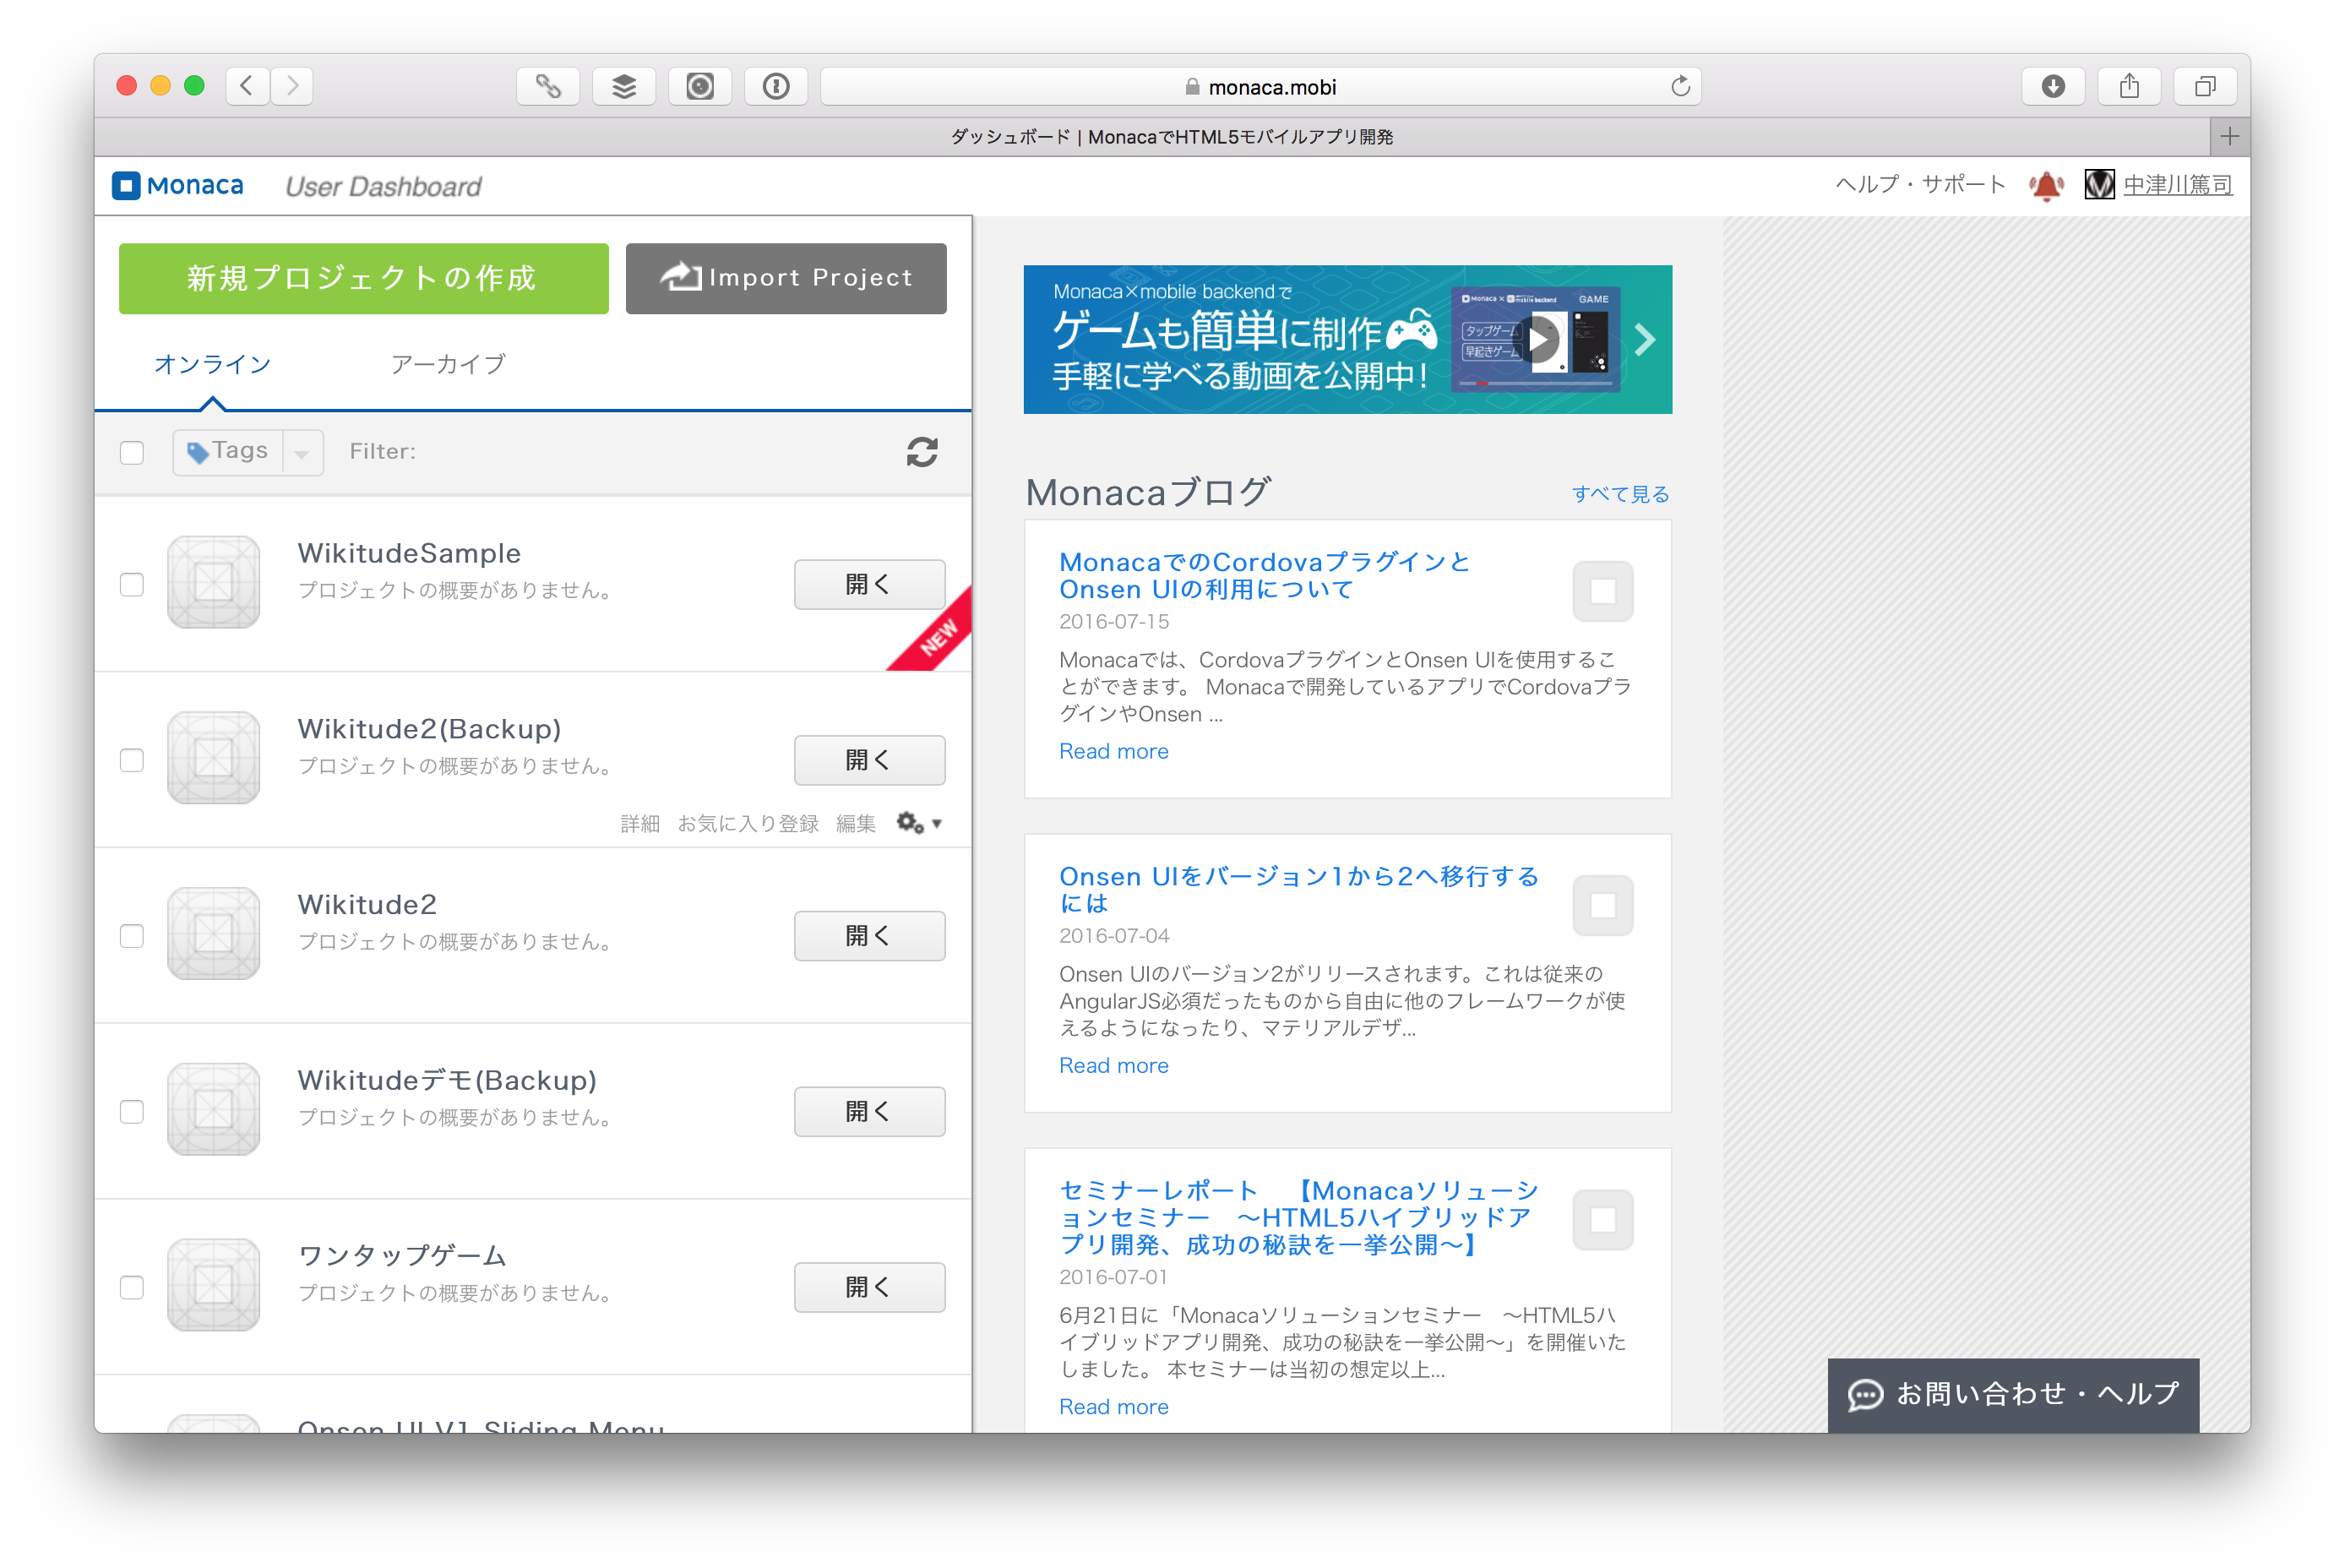 monaca.mobi
ダッシュボード | MonacaでHTML5モバイルアプリ開発
Monaca User Dashboard
ヘルプ・サポート 中津川篤司
新規プロジェクトの作成
Import Project
オンライン アーカイブ
Tags Filter:
WikitudeSample
プロジェクトの概要がありません。
開く
NEW
Wikitude2(Backup)
プロジェクトの概要がありません。
開く
詳細 お気に入り登録 編集
Wikitude2
プロジェクトの概要がありません。
開く
Wikitudeデモ(Backup)
プロジェクトの概要がありません。
開く
ワンタップゲーム
プロジェクトの概要がありません。
開く
Onsen UI V1 Sliding Menu
Monaca×mobile backendで
ゲームも簡単に制作
手軽に学べる動画を公開中!
Monaca × mobile backend GAME
タップゲーム
早起きゲーム
Monacaブログ
すべて見る
MonacaでのCordovaプラグインと
Onsen UIの利用について
2016-07-15
Monacaでは、CordovaプラグインとOnsen UIを使用するこ
とができます。 Monacaで開発しているアプリでCordovaプラ
グインやOnsen ...
Read more
Onsen UIをバージョン1から2へ移行する
には
2016-07-04
Onsen UIのバージョン2がリリースされます。これは従来の
AngularJS必須だったものから自由に他のフレームワークが使
えるようになったり、マテリアルデザ...
Read more
セミナーレポート　【Monacaソリューシ
ョンセミナー　〜HTML5ハイブリッドア
プリ開発、成功の秘訣を一挙公開〜】
2016-07-01
6月21日に「Monacaソリューションセミナー　〜HTML5ハ
イブリッドアプリ開発、成功の秘訣を一挙公開〜」を開催いた
しました。 本セミナーは当初の想定以上...
Read more
お問い合わせ・ヘルプ